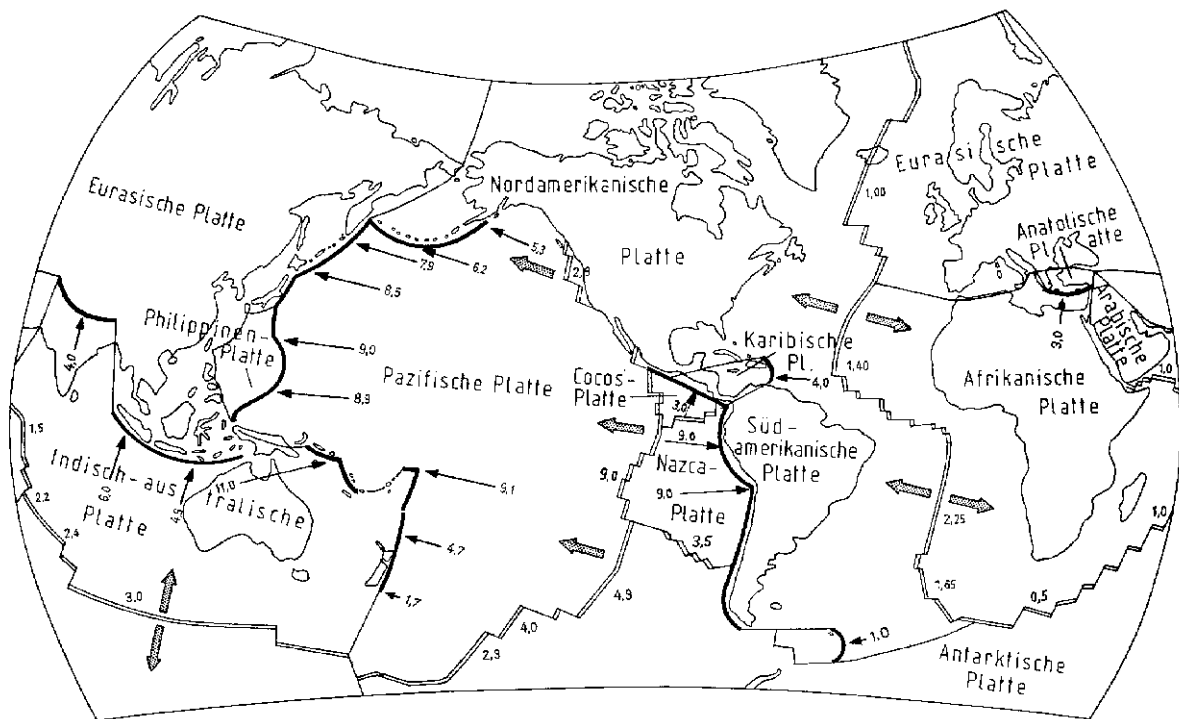 Eurasische Platte
Nordamerikanische
Platte
Eurasische
Platte
Anatolische
Platte
Arabische
Platte
Afrikanische
Platte
Karibische
Pl.
Cocos-
Platte
Süd-
amerikanische
Platte
Nazca-
Platte
Pazifische Platte
Philippinen-
Platte
Indisch-aus
tralische
Platte
Antarktische
Platte
5,3
6,2
7,9
8,5
9,0
8,9
4,0
1,5
2,2
2,4
3.0
6.0
4.9
11.0
9,1
4,7
1,7
2,3
4,0
4,9
9,0
3,5
9.0
9,0
3,0
4,0
1,40
2,25
1,65
0,5
1,0
1,0
1,0
3,0